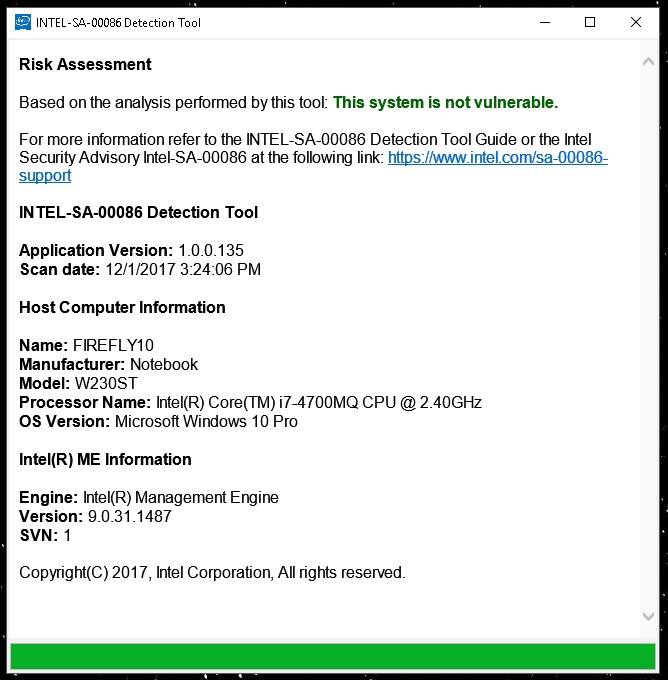 INTEL-SA-00086 Detection Tool
Risk Assessment
Based on the analysis performed by this tool: This system is not vulnerable.
For more information refer to the INTEL-SA-00086 Detection Tool Guide or the Intel
Security Advisory Intel-SA-00086 at the following link: https://www.intel.com/sa-00086-
support
INTEL-SA-00086 Detection Tool
Application Version: 1.0.0.135
Scan date: 12/1/2017 3:24:06 PM
Host Computer Information
Name: FIREFLY10
Manufacturer: Notebook
Model: W230ST
Processor Name: Intel(R) Core(TM) i7-4700MQ CPU @ 2.40GHz
OS Version: Microsoft Windows 10 Pro
Intel(R) ME Information
Engine: Intel(R) Management Engine
Version: 9.0.31.1487
SVN: 1
Copyright(C) 2017, Intel Corporation, All rights reserved.